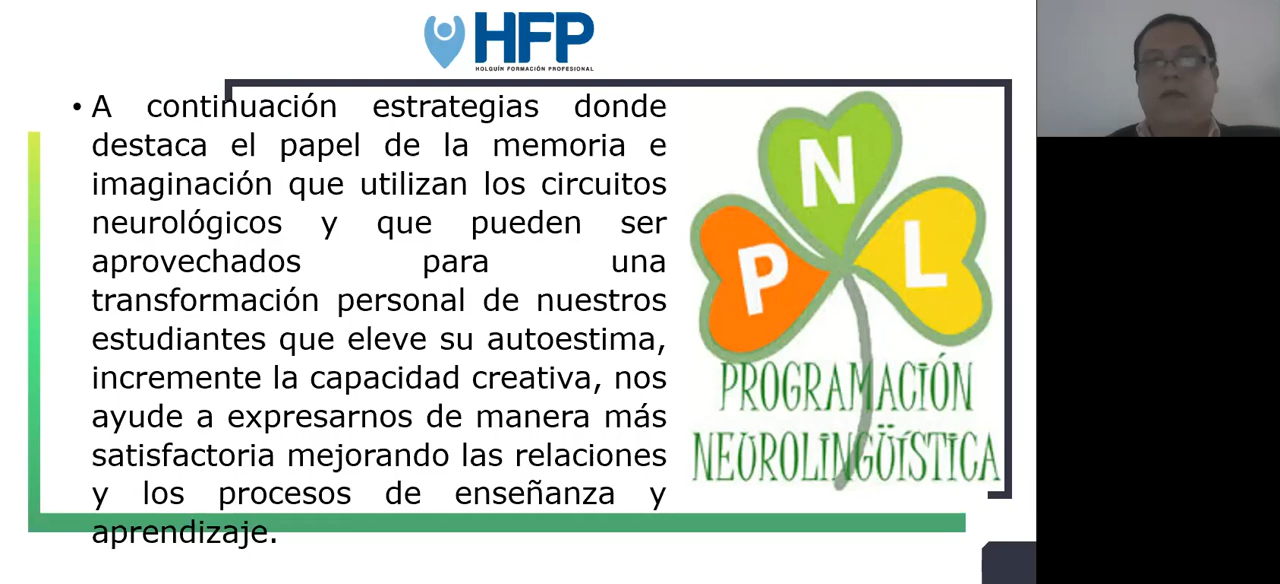 HFP
HOLGUÍN FORMACIÓN PROFESIONAL
• A continuación estrategias donde
destaca el papel de la memoria e
imaginación que utilizan los circuitos
neurológicos y que pueden ser
aprovechados para una
transformación personal de nuestros
estudiantes que eleve su autoestima,
incremente la capacidad creativa, nos
ayude a expresarnos de manera más
satisfactoria mejorando las relaciones
y los procesos de enseñanza y
aprendizaje.
P N L
PROGRAMACIÓN
NEUROLINGÜÍSTICA